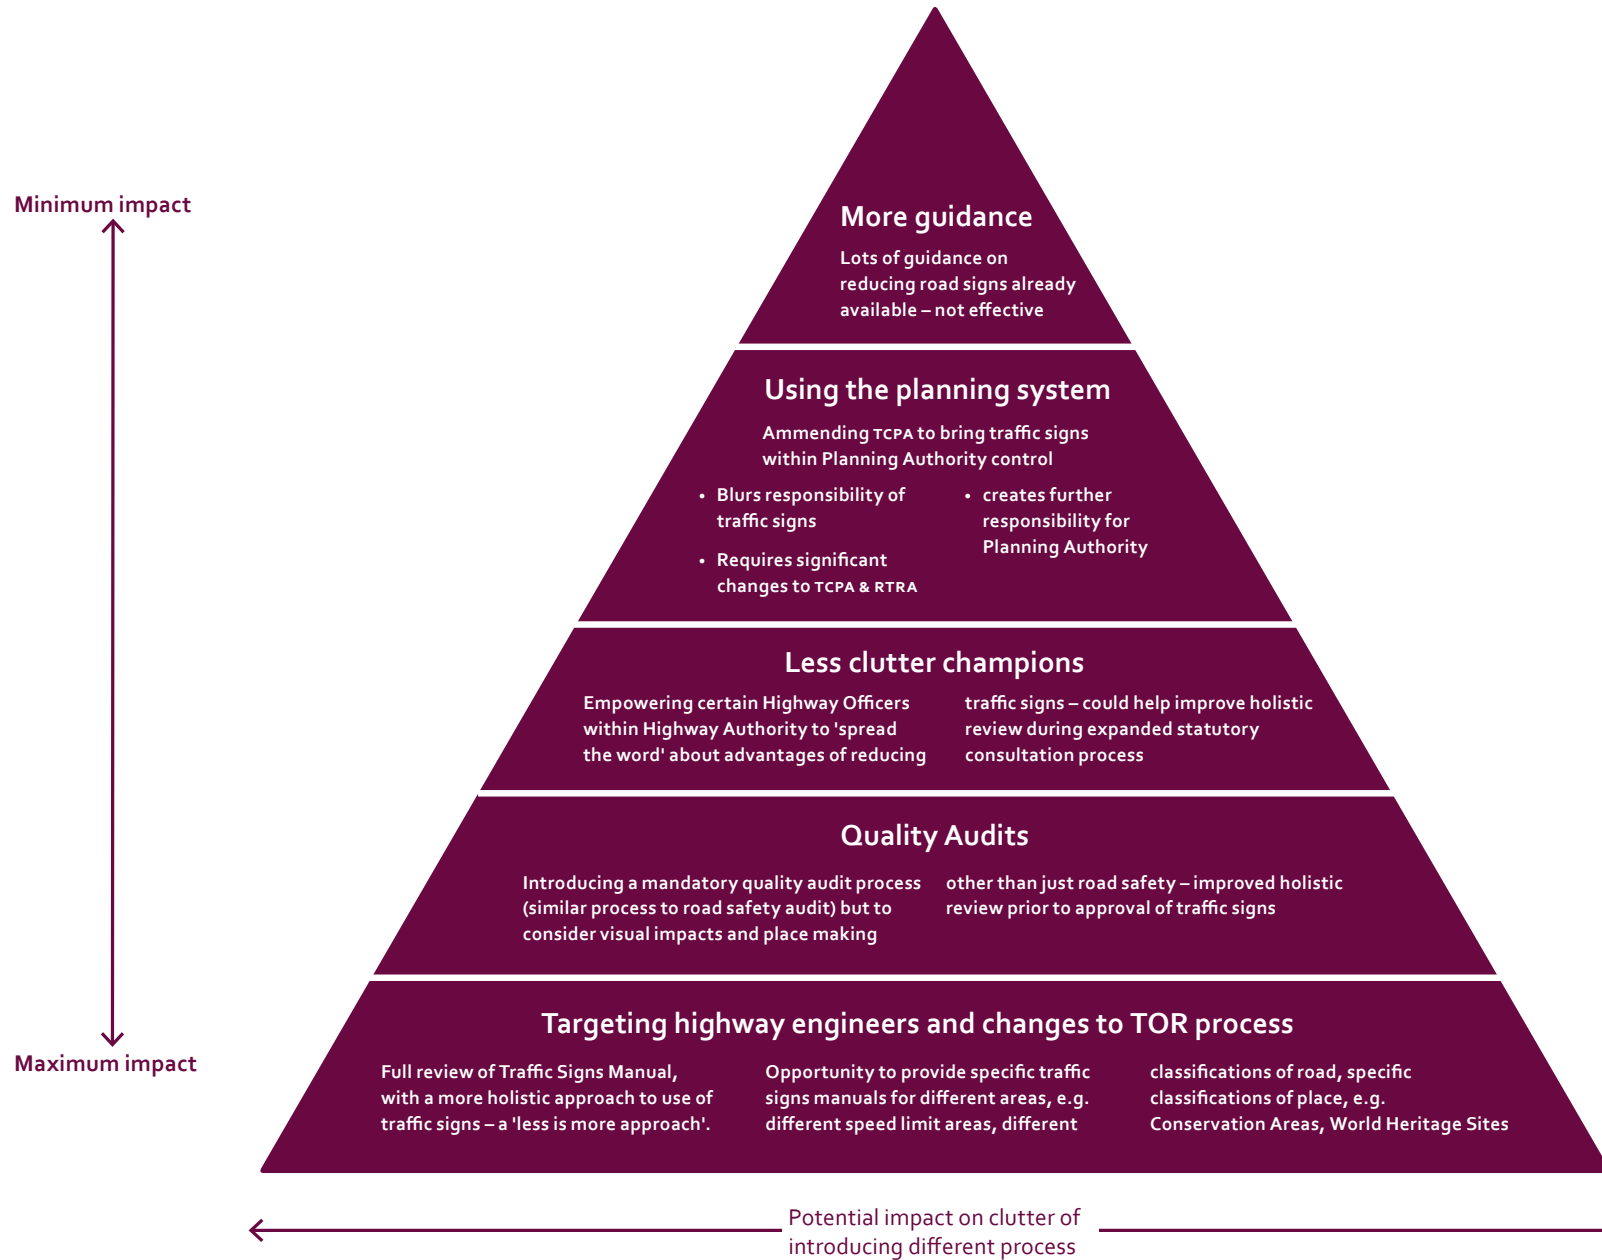 Minimum impact
More guidance
Lots of guidance on
reducing road signs already
available – not effective
Using the planning system
Ammending TCPA to bring traffic signs
within Planning Authority control
• Blurs responsibility of
traffic signs
• Requires significant
changes to TCPA & RTRA
• creates further
responsibility for
Planning Authority
Less clutter champions
Empowering certain Highway Officers
within Highway Authority to 'spread
the word' about advantages of reducing
traffic signs – could help improve holistic
review during expanded statutory
consultation process
Quality Audits
Introducing a mandatory quality audit process
(similar process to road safety audit) but to
consider visual impacts and place making
other than just road safety – improved holistic
review prior to approval of traffic signs
Maximum impact
Targeting highway engineers and changes to TOR process
Full review of Traffic Signs Manual,
with a more holistic approach to use of
traffic signs – a 'less is more approach'.
Opportunity to provide specific traffic
signs manuals for different areas, e.g.
different speed limit areas, different
classifications of road, specific
classifications of place, e.g.
Conservation Areas, World Heritage Sites
Potential impact on clutter of
introducing different process